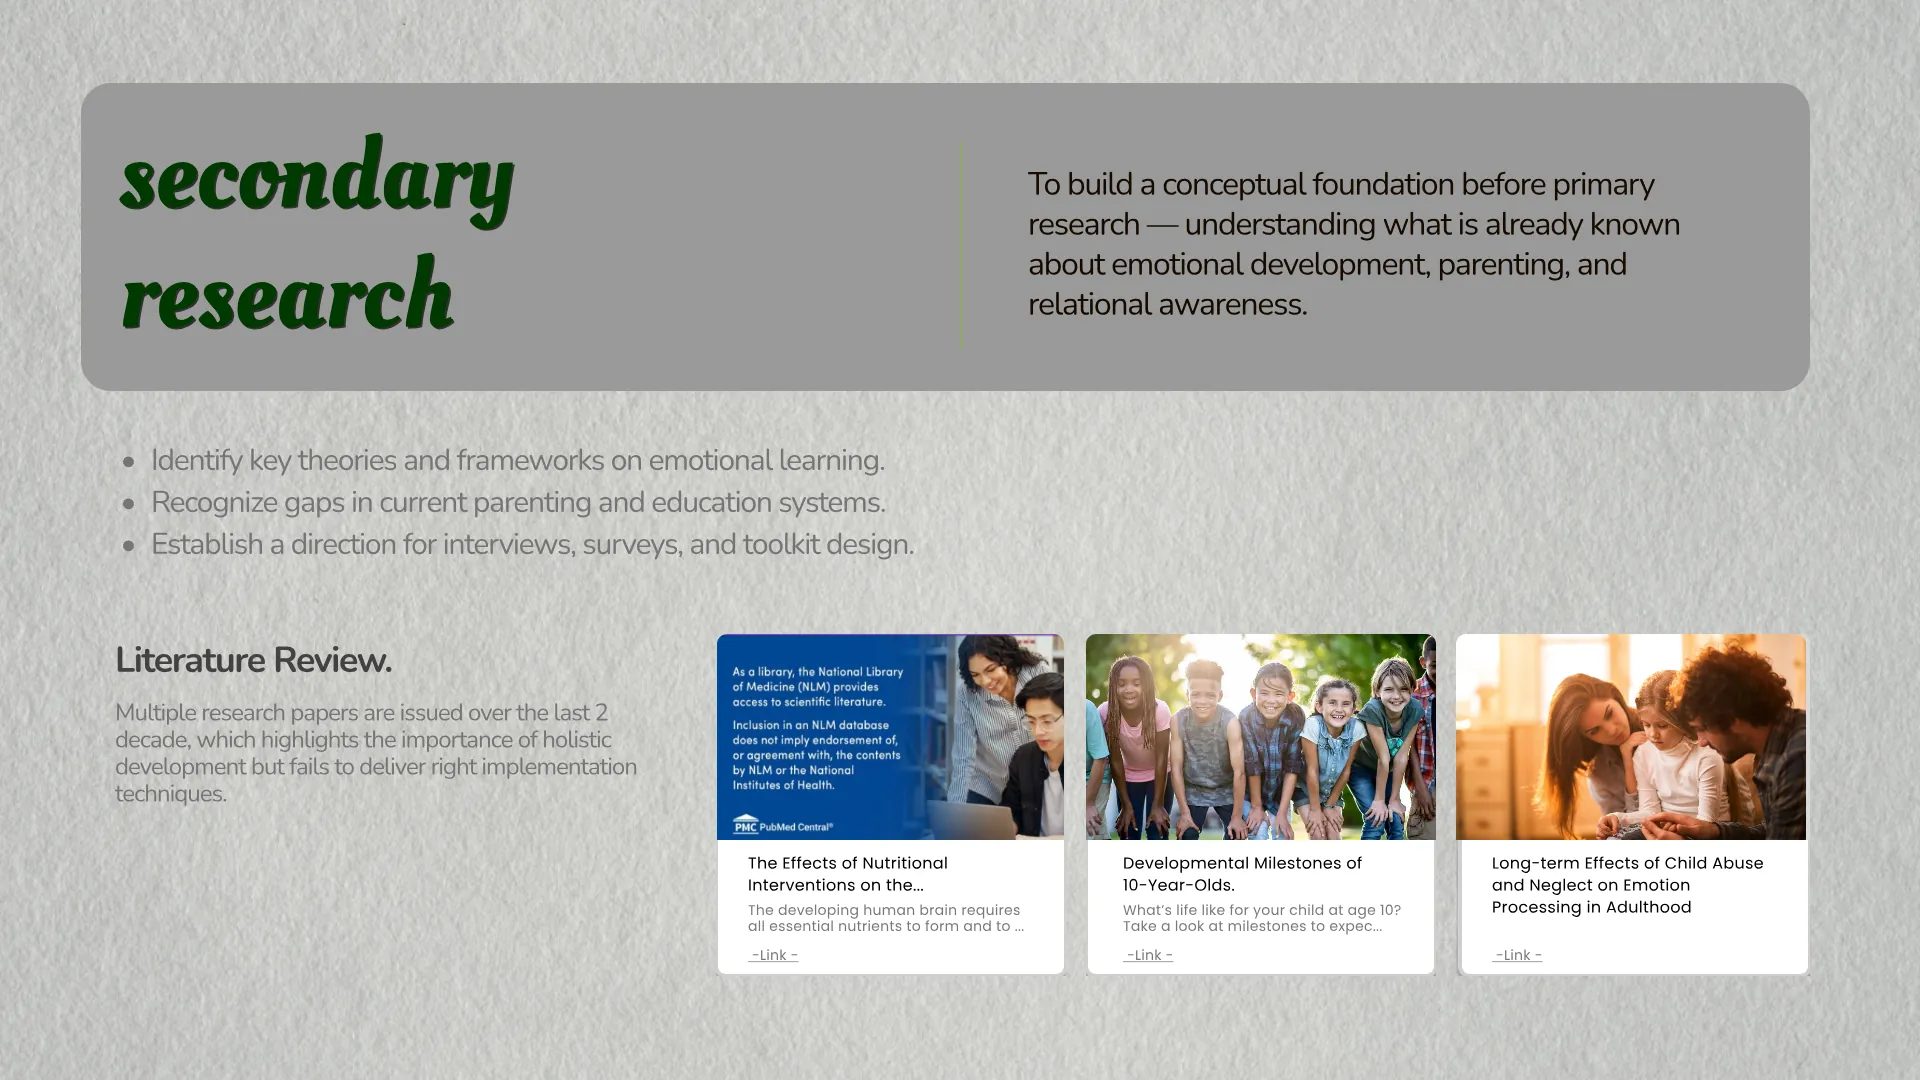 secondary
research
To build a conceptual foundation before primary
research — understanding what is already known
about emotional development, parenting, and
relational awareness.
• Identify key theories and frameworks on emotional learning.
• Recognize gaps in current parenting and education systems.
• Establish a direction for interviews, surveys, and toolkit design.
Literature Review.
Multiple research papers are issued over the last 2
decade, which highlights the importance of holistic
development but fails to deliver right implementation
techniques.
As a library, the National Library
of Medicine (NLM) provides
access to scientific literature.
Inclusion in an NLM database
does not imply endorsement of,
or agreement with, the contents
by NLM or the National
Institutes of Health.
PMC PubMed Central®
The Effects of Nutritional
Interventions on the...
The developing human brain requires
all essential nutrients to form and to ...
-Link -
Developmental Milestones of
10-Year-Olds.
What's life like for your child at age 10?
Take a look at milestones to expec...
-Link -
Long-term Effects of Child Abuse
and Neglect on Emotion
Processing in Adulthood
-Link -